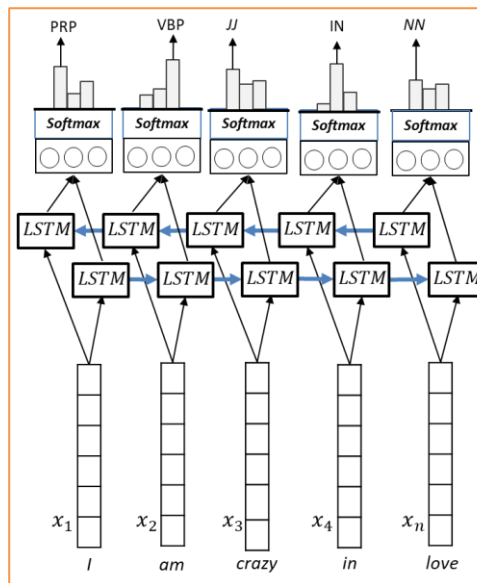 PRP VBP JJ IN NN
Softmax Softmax Softmax Softmax Softmax
LSTM LSTM LSTM LSTM LSTM
LSTM LSTM LSTM LSTM LSTM
x₁ x₂ x₃ x₄ xₙ
I am crazy in love